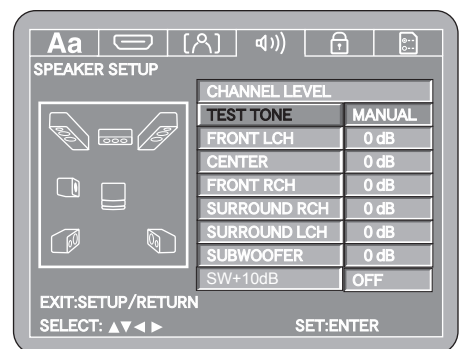 Aa
SPEAKER SETUP
CHANNEL LEVEL
TEST TONE MANUAL
FRONT LCH 0 dB
CENTER 0 dB
FRONT RCH 0 dB
SURROUND RCH 0 dB
SURROUND LCH 0 dB
SUBWOOFER 0 dB
SW+10dB OFF
EXIT:SETUP/RETURN
SELECT: ▲▼◄ ► SET:ENTER